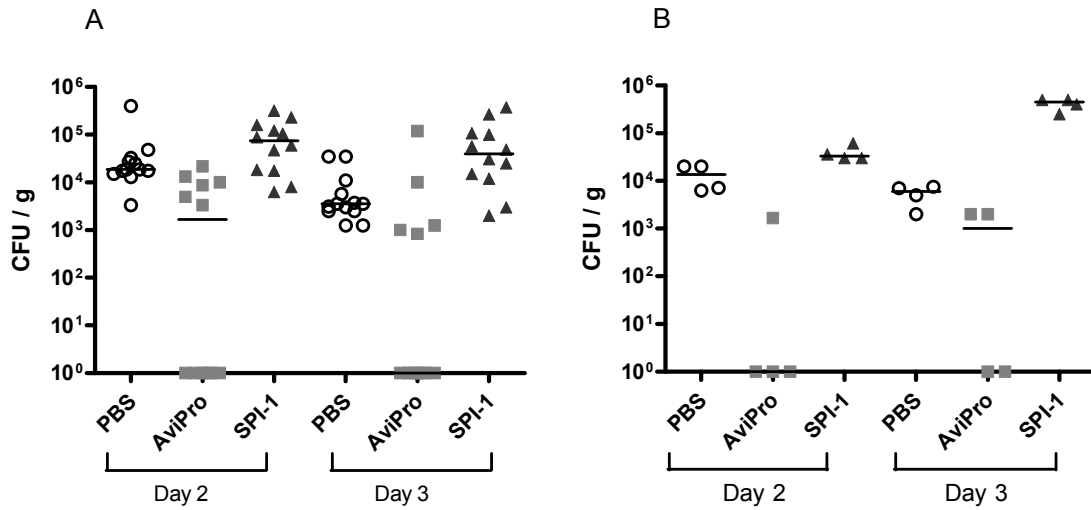 A
CFU / g
10⁶
10⁵
10⁴
10³
10²
10¹
10⁰
PBS
AviPro
SPI-1
PBS
AviPro
SPI-1
Day 2
Day 3
B
CFU / g
10⁶
10⁵
10⁴
10³
10²
10¹
10⁰
PBS
AviPro
SPI-1
PBS
AviPro
SPI-1
Day 2
Day 3